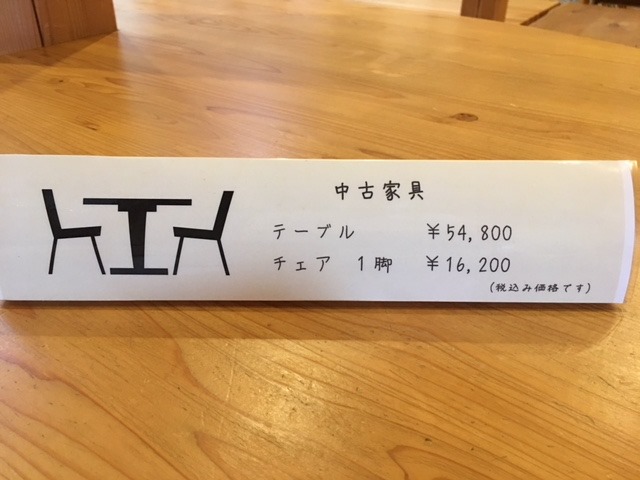 中古家具
テーブル ￥54,800
チェア 1脚 ￥16,200
(税込み価格です)